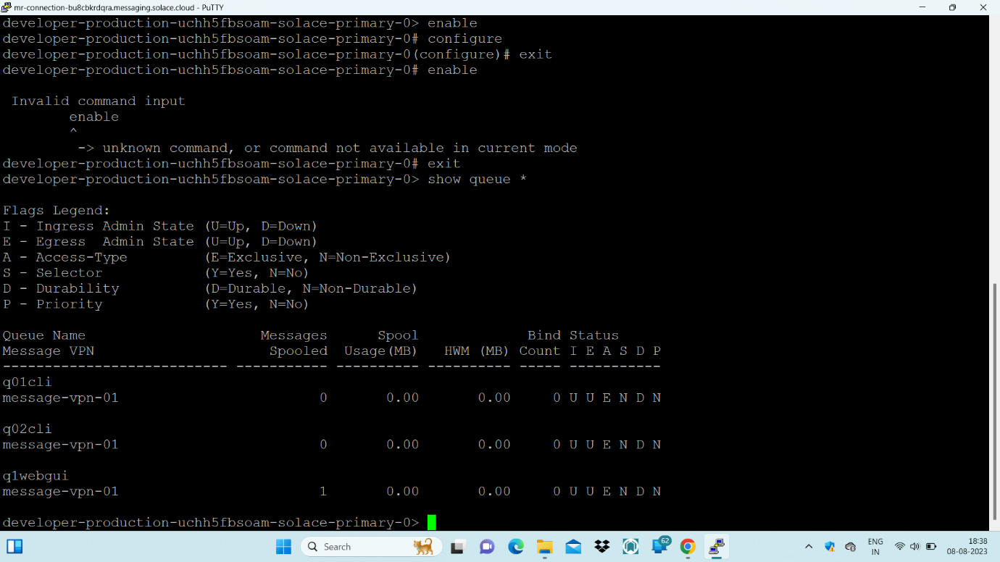 mr-connection-bu8cbkrdqra.messaging.solace.cloud - PuTTY
developer-production-uchh5fbsoam-solace-primary-0> enable
developer-production-uchh5fbsoam-solace-primary-0# configure
developer-production-uchh5fbsoam-solace-primary-0(configure)# exit
developer-production-uchh5fbsoam-solace-primary-0# enable
Invalid command input
enable
^
-> unknown command, or command not available in current mode
developer-production-uchh5fbsoam-solace-primary-0# exit
developer-production-uchh5fbsoam-solace-primary-0> show queue *
Flags Legend:
I - Ingress Admin State (U=Up, D=Down)
E - Egress  Admin State (U=Up, D=Down)
A - Access-Type         (E=Exclusive, N=Non-Exclusive)
S - Selector            (Y=Yes, N=No)
D - Durability          (D=Durable, N=Non-Durable)
P - Priority            (Y=Yes, N=No)
Queue Name                     Messages      Spool             Bind Status
Message VPN                     Spooled  Usage(MB)   HWM (MB) Count I E A S D P
--------------------------- ----------- ---------- ---------- ----- -----------
q01cli
message-vpn-01                        0       0.00       0.00     0 U U E N D N
q02cli
message-vpn-01                        0       0.00       0.00     0 U U E N D N
q1webgui
message-vpn-01                        1       0.00       0.00     0 U U E N D N
developer-production-uchh5fbsoam-solace-primary-0>
Search
62
ENG
IN
18:38
08-08-2023